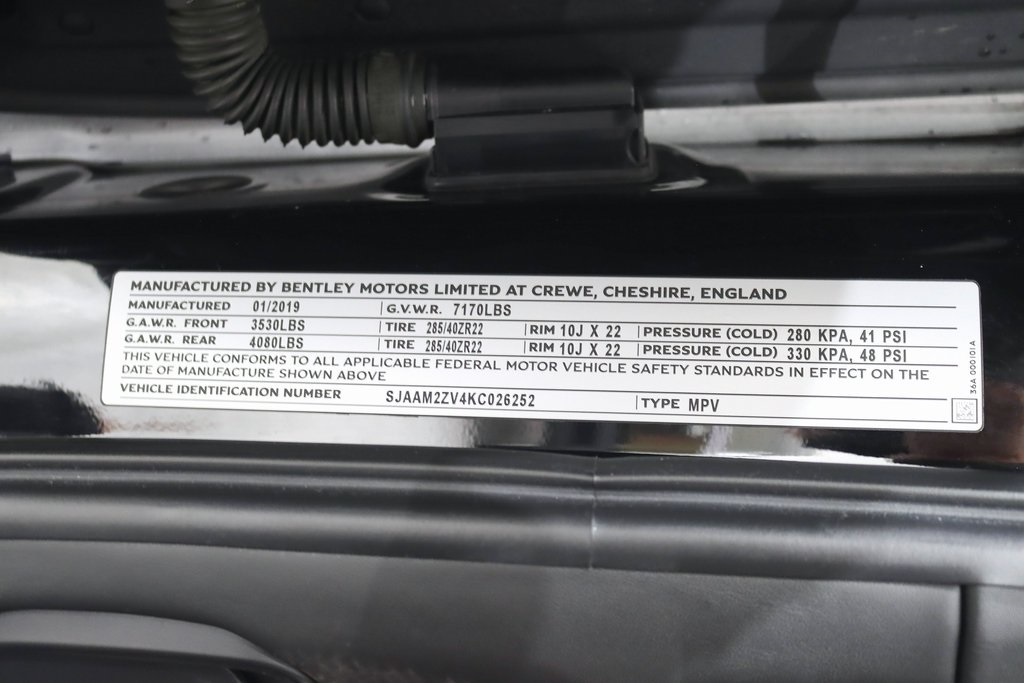 MANUFACTURED BY BENTLEY MOTORS LIMITED AT CREWE, CHESHIRE, ENGLAND
MANUFACTURED 01/2019 G.V.W.R. 7170LBS
G.A.W.R. FRONT 3530LBS TIRE 285/40ZR22 RIM 10J X 22 PRESSURE (COLD) 280 KPA, 41 PSI
G.A.W.R. REAR 4080LBS TIRE 285/40ZR22 RIM 10J X 22 PRESSURE (COLD) 330 KPA, 48 PSI
THIS VEHICLE CONFORMS TO ALL APPLICABLE FEDERAL MOTOR VEHICLE SAFETY STANDARDS IN EFFECT ON THE
DATE OF MANUFACTURE SHOWN ABOVE
VEHICLE IDENTIFICATION NUMBER SJAAM2ZV4KC026252 TYPE MPV
36A 000101A